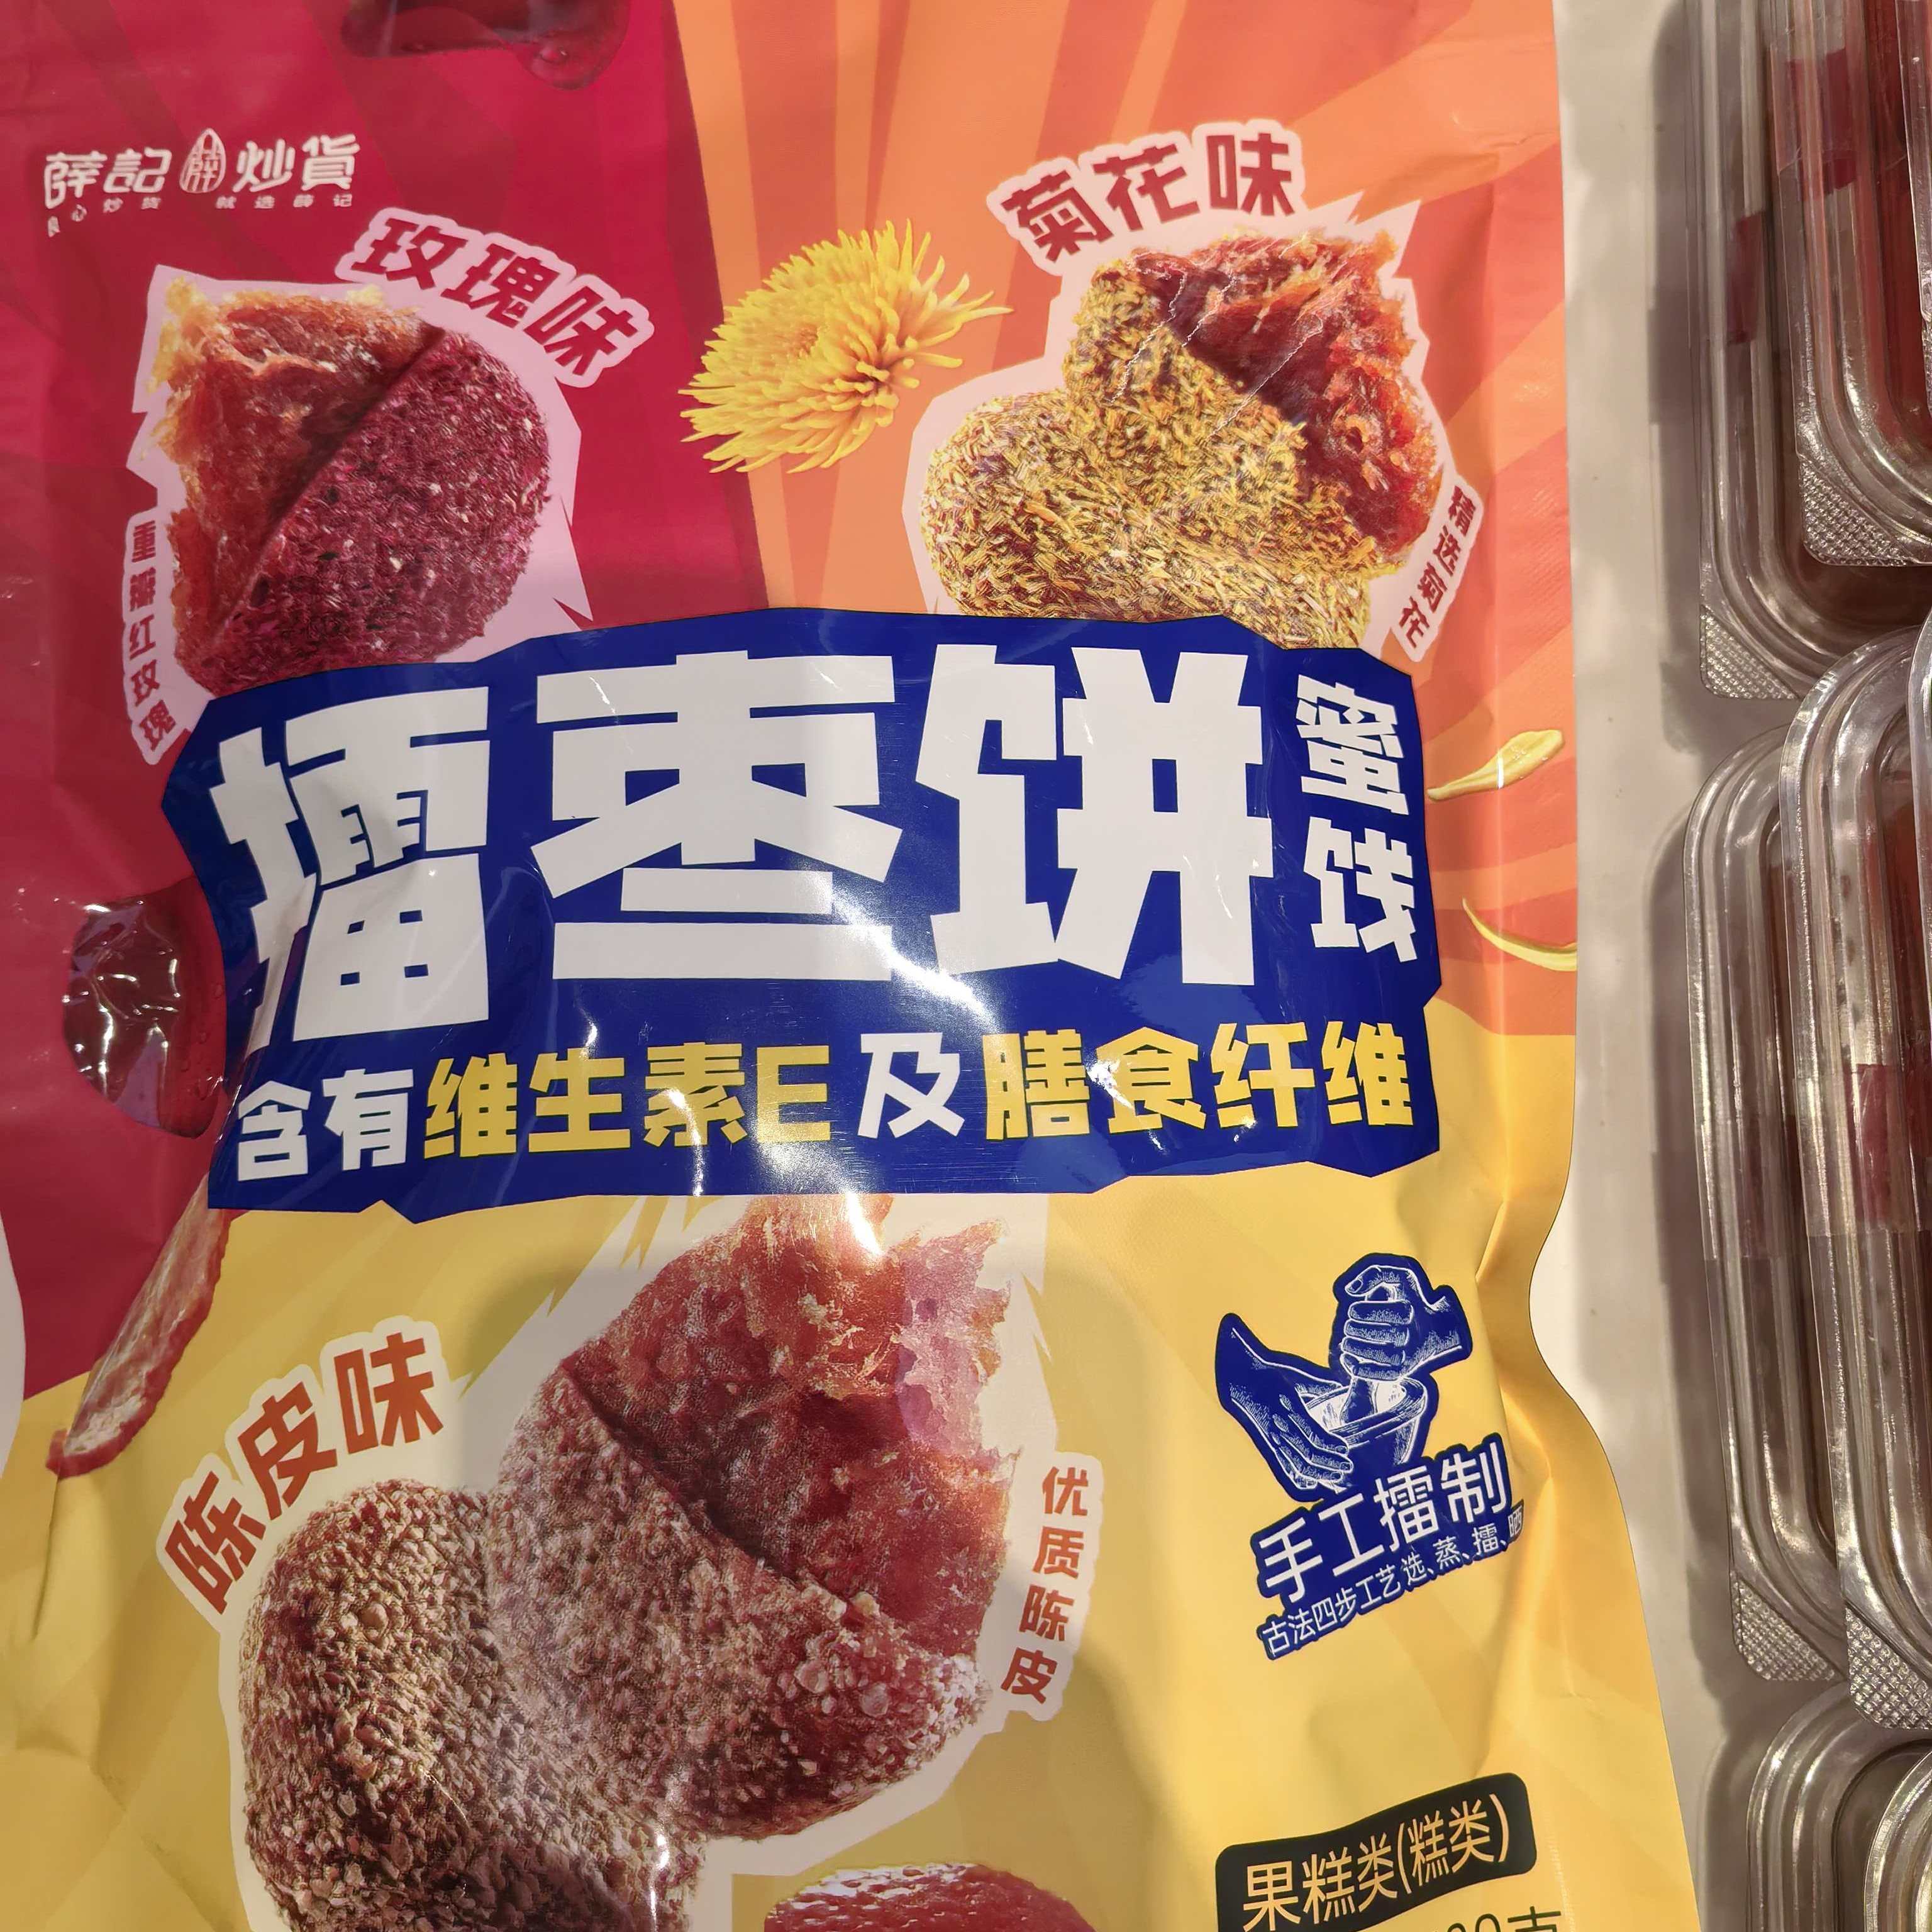 薛記炒貨
良心炒货 就选薛记
玫瑰味
菊花味
重瓣红玫瑰
精选菊花
擂枣饼
蜜饯
含有维生素E及膳食纤维
陈皮味
优质陈皮
手工擂制
古法四步工艺 选、蒸、擂、晒
果糕类(糕类)